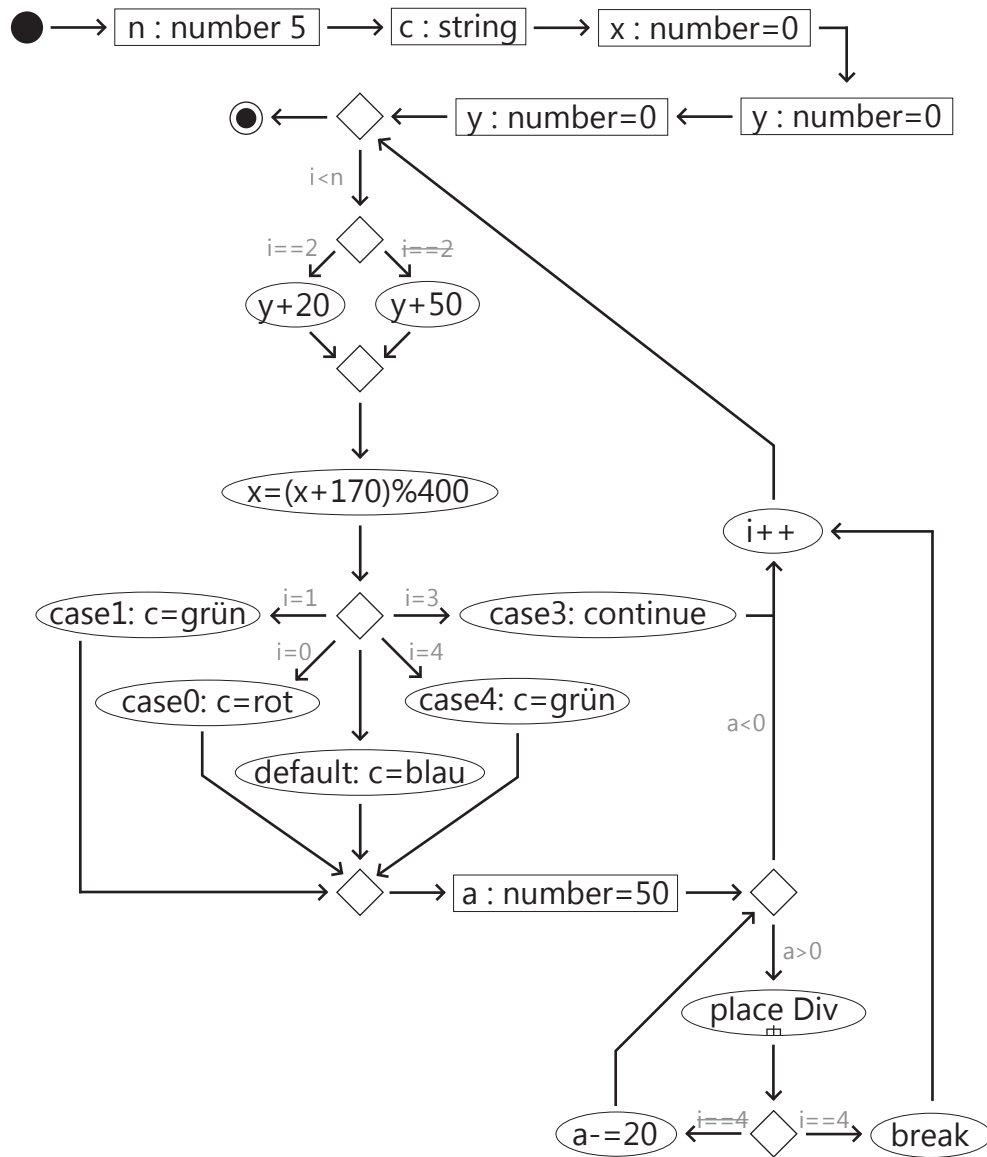 n : number 5
c : string
x : number=0
y : number=0
y : number=0
i<n
i==2
i==2
y+20
y+50
x=(x+170)%400
i++
case1: c=grün
i=1
i=3
case3: continue
i=0
i=4
case0: c=rot
case4: c=grün
a<0
default: c=blau
a : number=50
a>0
place Div
a-=20
i==4
i==4
break